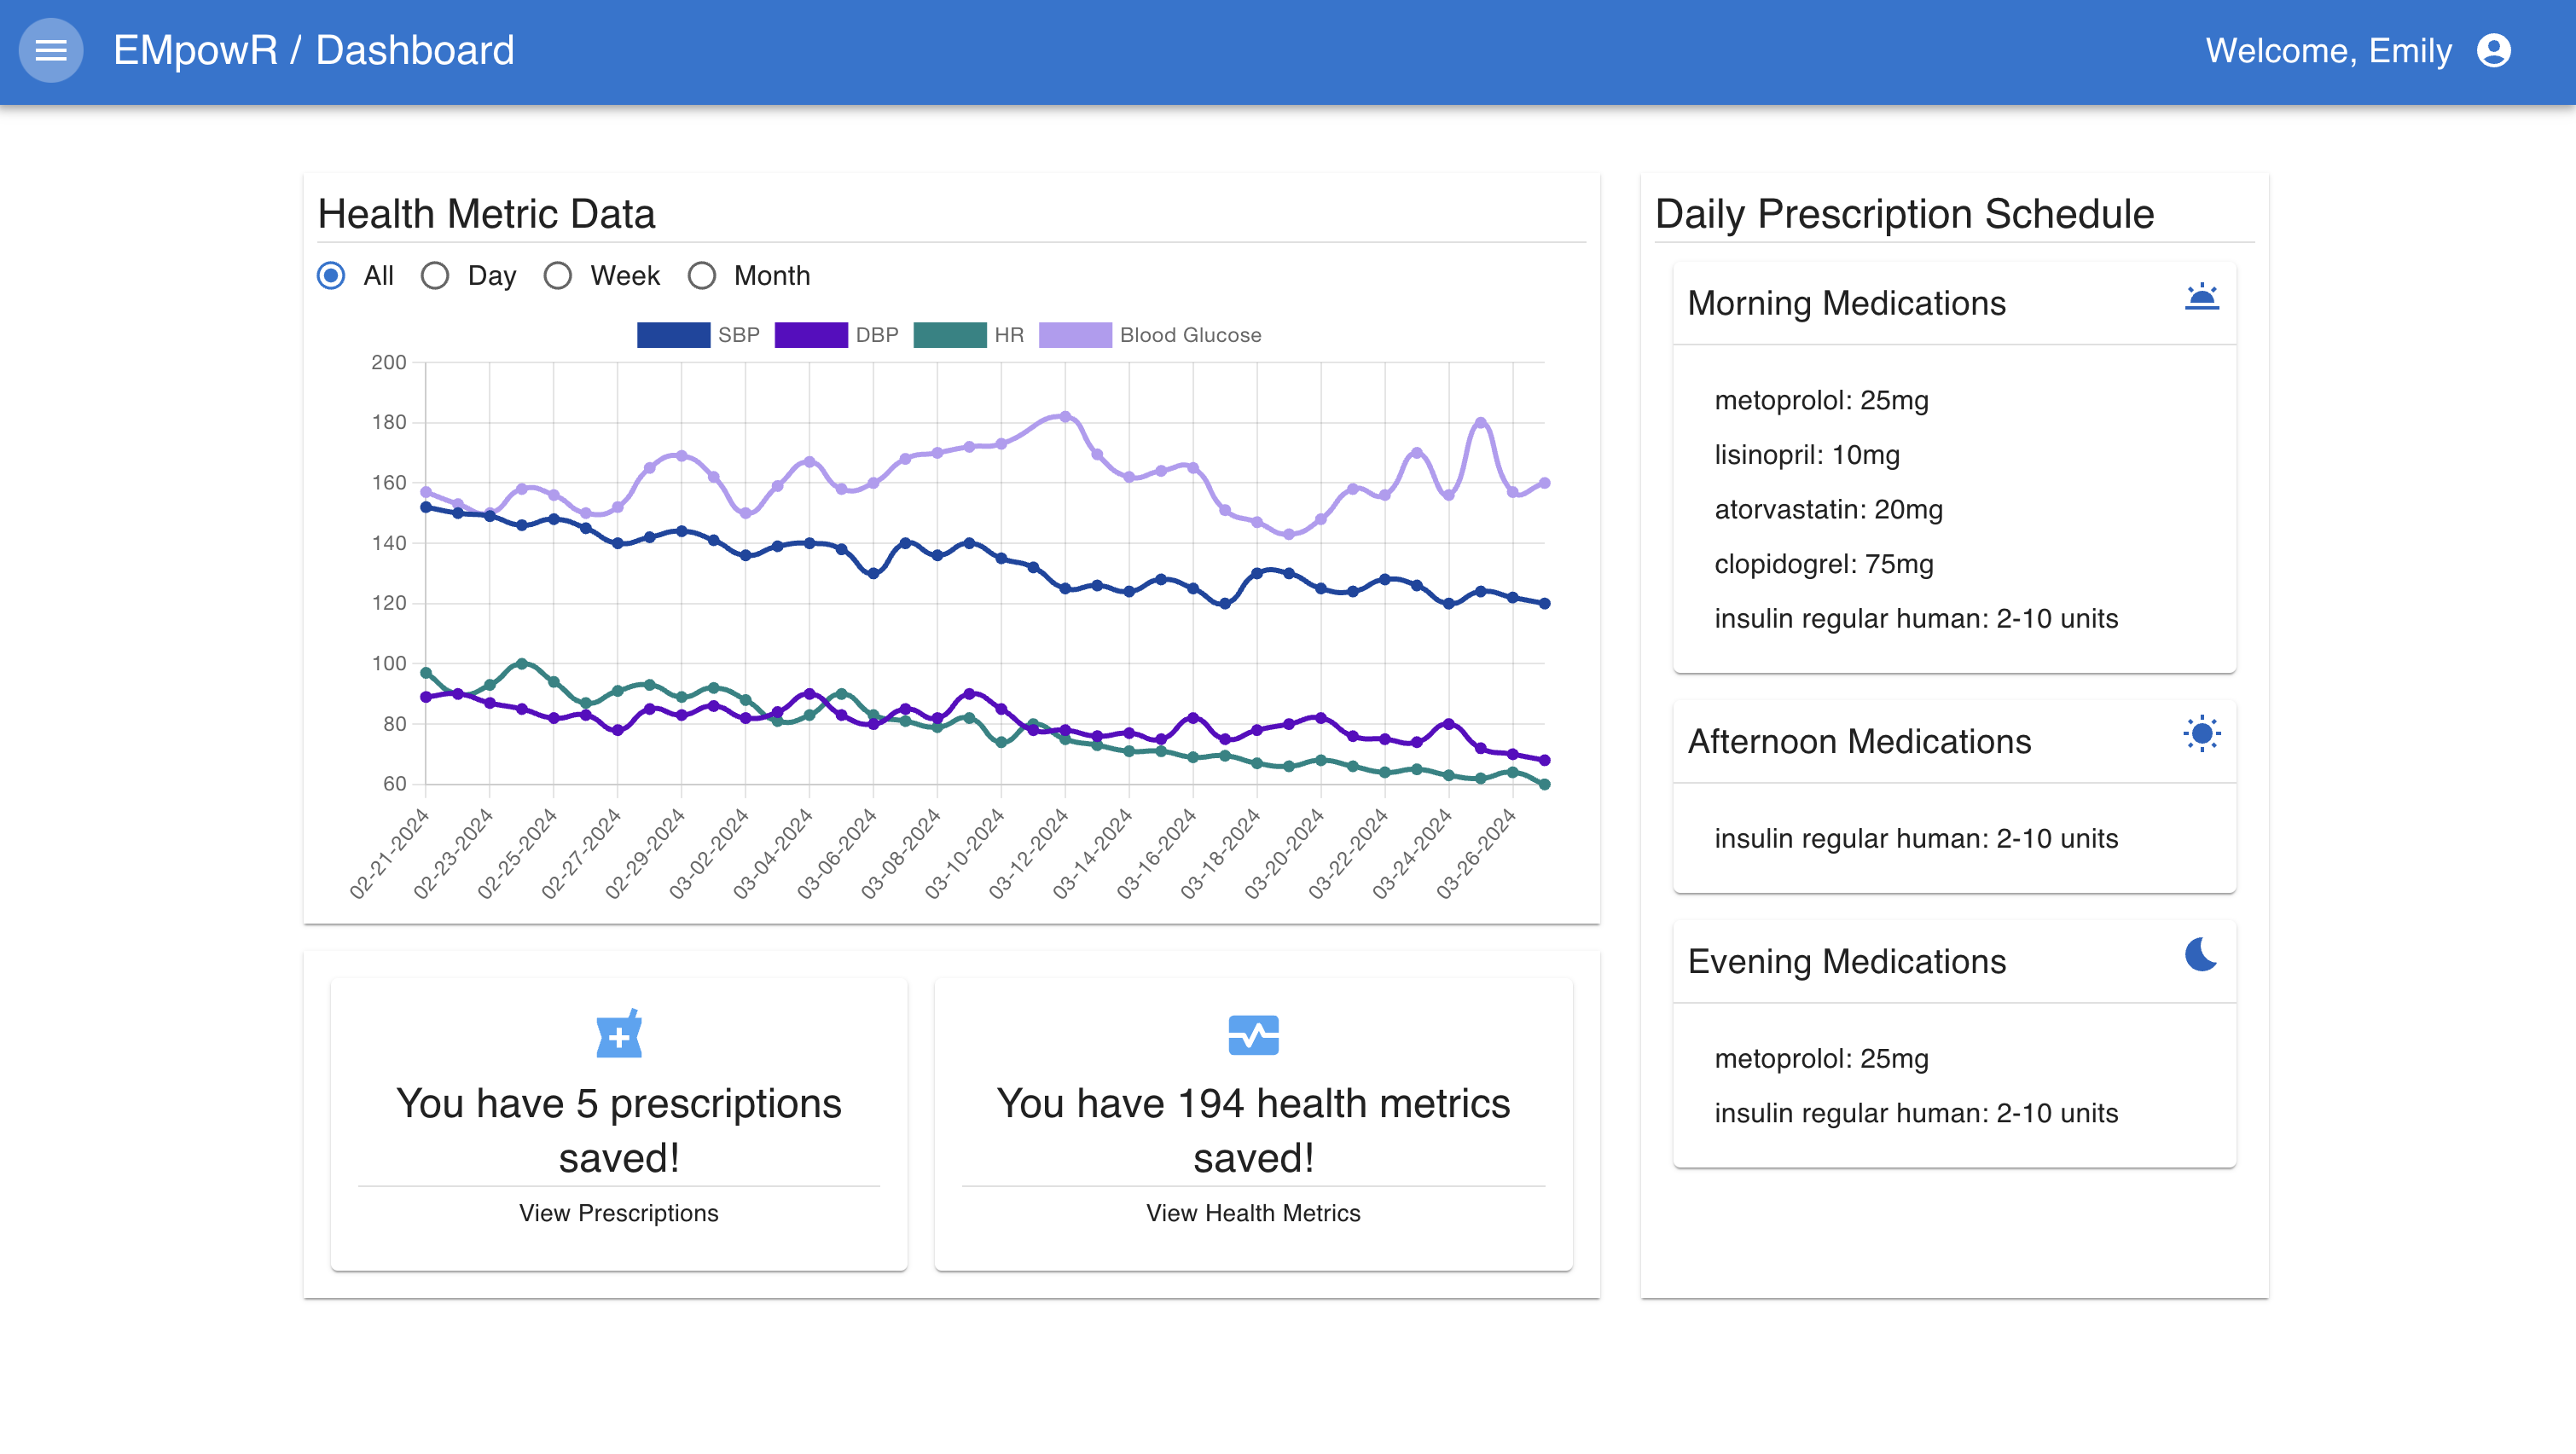 EMpowR / Dashboard
Welcome, Emily
Health Metric Data
All Day Week Month
SBP DBP HR Blood Glucose
200
180
160
140
120
100
80
60
02-21-2024 02-23-2024 02-25-2024 02-27-2024 02-29-2024 03-02-2024 03-04-2024 03-06-2024 03-08-2024 03-10-2024 03-12-2024 03-14-2024 03-16-2024 03-18-2024 03-20-2024 03-22-2024 03-24-2024 03-26-2024
You have 5 prescriptions
saved!
View Prescriptions
You have 194 health metrics
saved!
View Health Metrics
Daily Prescription Schedule
Morning Medications
metoprolol: 25mg
lisinopril: 10mg
atorvastatin: 20mg
clopidogrel: 75mg
insulin regular human: 2-10 units
Afternoon Medications
insulin regular human: 2-10 units
Evening Medications
metoprolol: 25mg
insulin regular human: 2-10 units